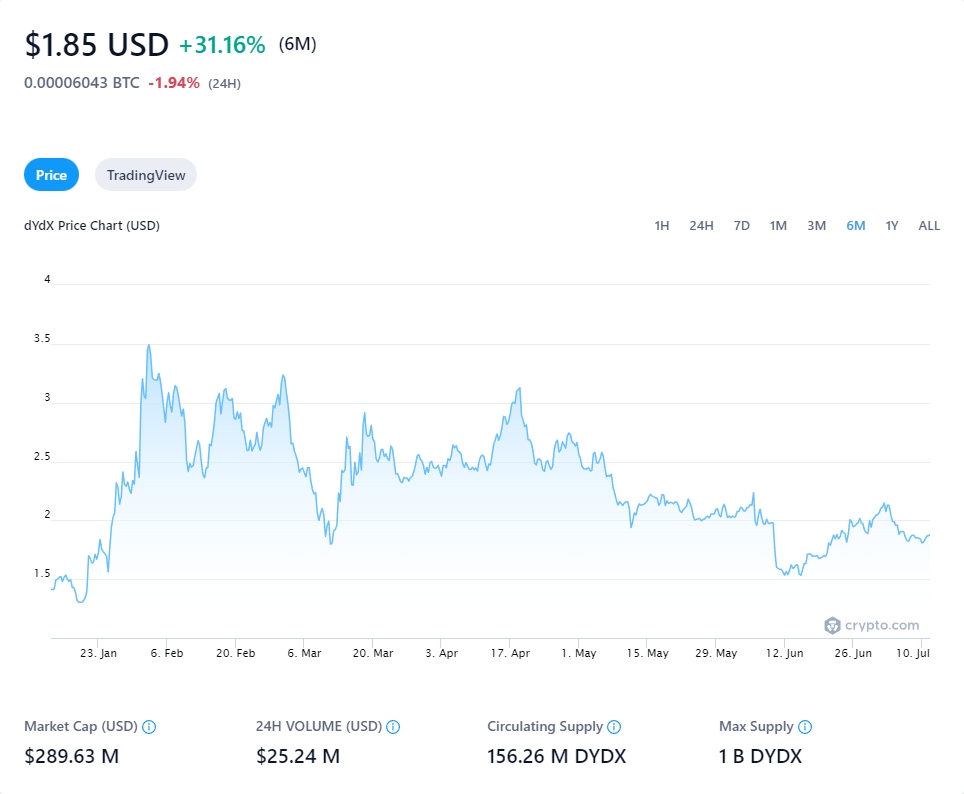 $1.85 USD +31.16% (6M)
0.00006043 BTC -1.94% (24H)
Price TradingView
dYdX Price Chart (USD) 1H 24H 7D 1M 3M 6M 1Y ALL
4
3.5
3
2.5
2
1.5
crypto.com
23. Jan 6. Feb 20. Feb 6. Mar 20. Mar 3. Apr 17. Apr 1. May 15. May 29. May 12. Jun 26. Jun 10. Jul
Market Cap (USD) 24H VOLUME (USD) Circulating Supply Max Supply
$289.63 M $25.24 M 156.26 M DYDX 1 B DYDX